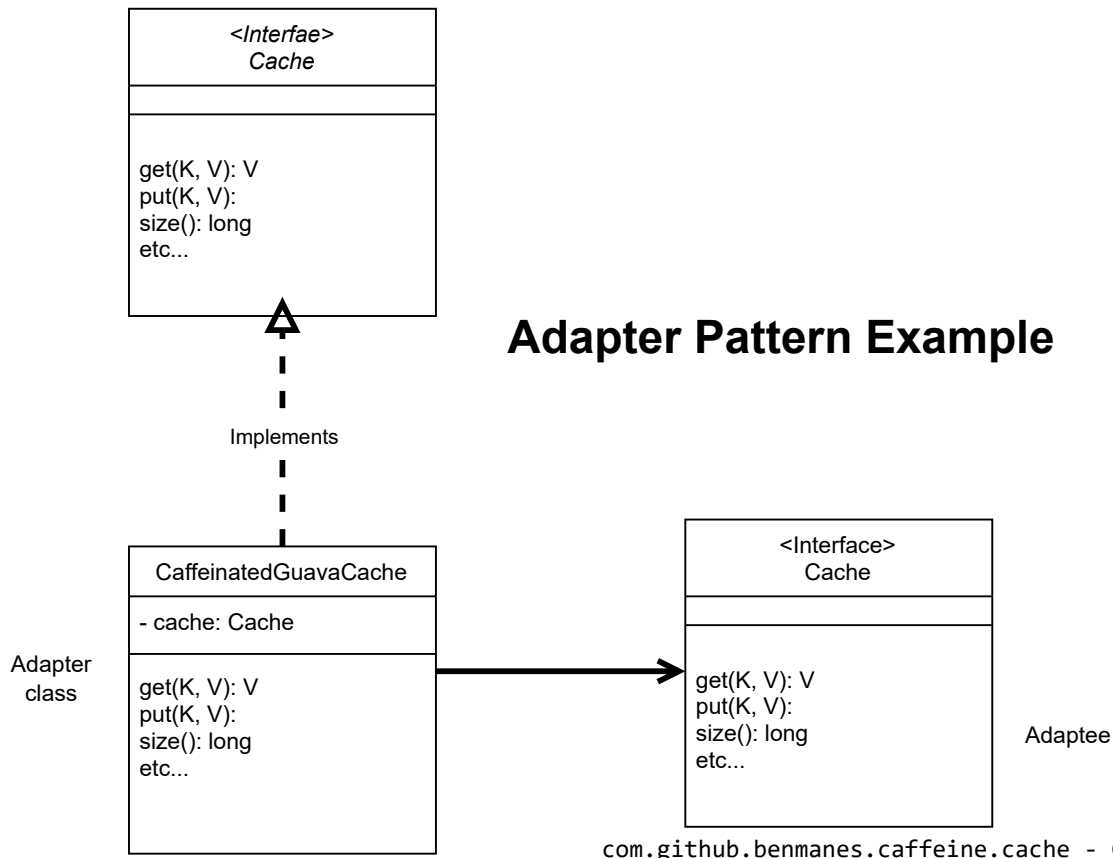 <Interfae>
Cache
get(K, V): V
put(K, V):
size(): long
etc...
Adapter Pattern Example
Implements
CaffeinatedGuavaCache
- cache: Cache
Adapter
class
get(K, V): V
put(K, V):
size(): long
etc...
<Interface>
Cache
get(K, V): V
put(K, V):
size(): long
etc...
Adaptee
com.github.benmanes.caffeine.cache -